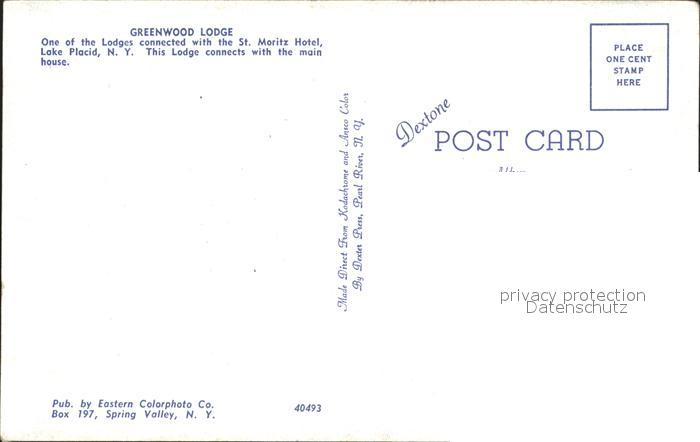 GREENWOOD LODGE
One of the Lodges connected with the St. Moritz Hotel,
Lake Placid, N. Y. This Lodge connects with the main
house.
PLACE
ONE CENT
STAMP
HERE
Dextone
POST CARD
Made Direct From Kodachrome and Ansco Color
By Dexter Press, Pearl River, N. Y.
privacy protection
Datenschutz
Pub. by Eastern Colorphoto Co.
Box 197, Spring Valley, N. Y.
40493